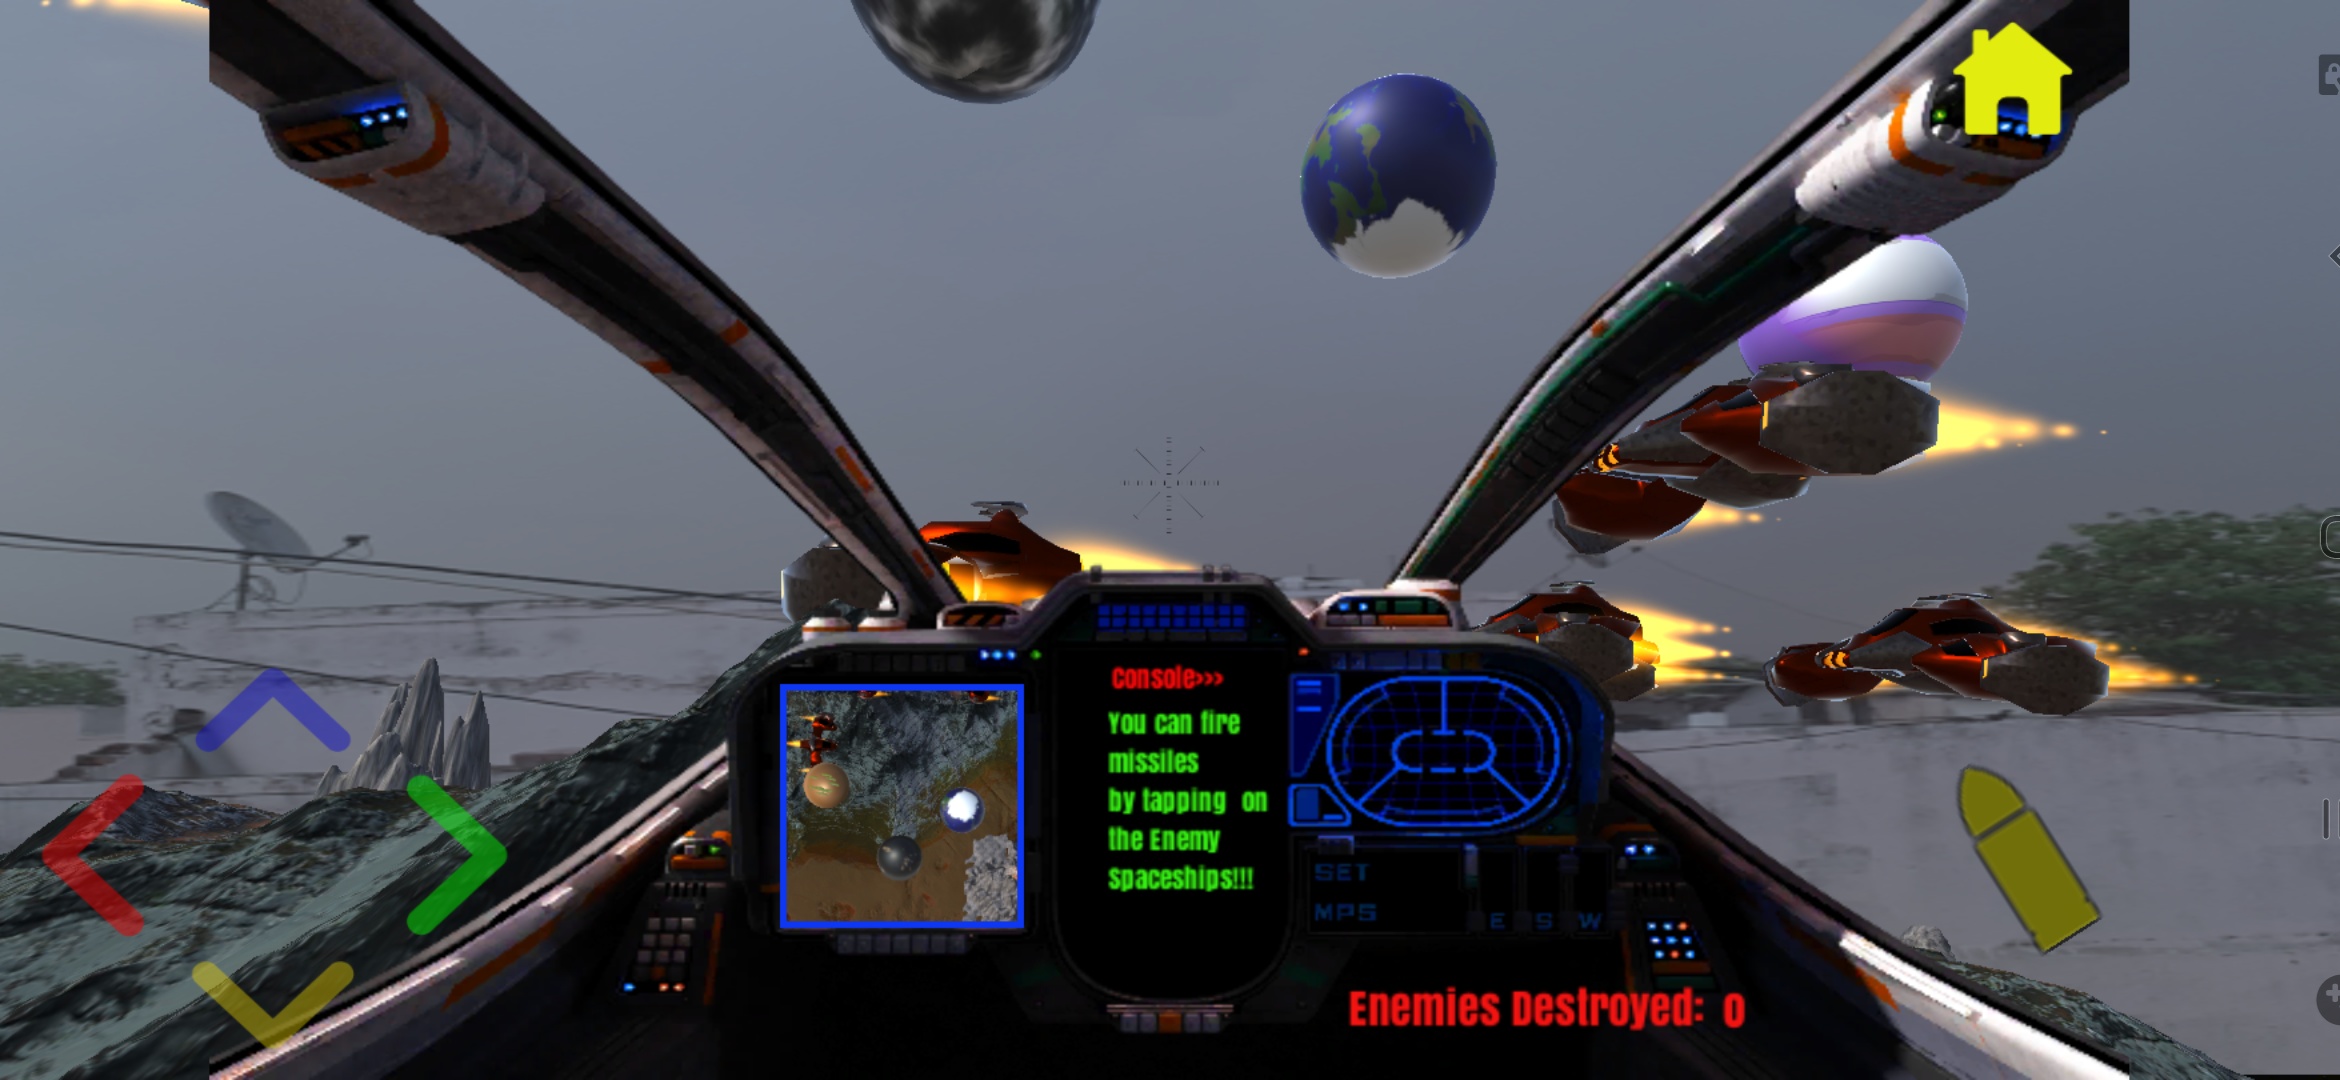 Console>>>
You can fire
missiles
by tapping on
the Enemy
Spaceships!!!
SET
MPS
E S W
Enemies Destroyed: 0